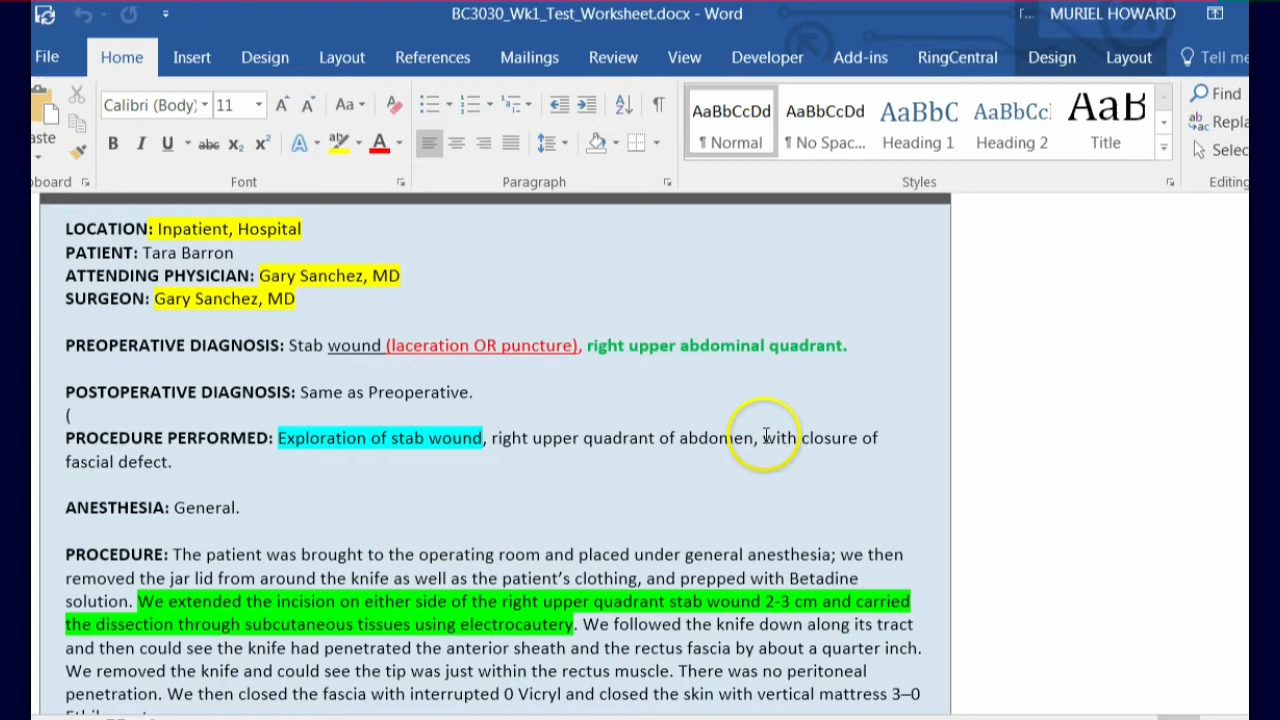 BC3030_Wk1_Test_Worksheet.docx - Word
MURIEL HOWARD
File Home Insert Design Layout References Mailings Review View Developer Add-ins RingCentral Design Layout Tell me
Calibri (Body) 11 Aa
Find
AaBbCcDd AaBbCcDd AaBbC AaBbCcI AaB
Repla
aste
B I U abc x₂ x² A aby A
¶ Normal ¶ No Spac... Heading 1 Heading 2 Title
Selec
board Font Paragraph Styles Editing
LOCATION: Inpatient, Hospital
PATIENT: Tara Barron
ATTENDING PHYSICIAN: Gary Sanchez, MD
SURGEON: Gary Sanchez, MD
PREOPERATIVE DIAGNOSIS: Stab wound (laceration OR puncture), right upper abdominal quadrant.
POSTOPERATIVE DIAGNOSIS: Same as Preoperative.
(
PROCEDURE PERFORMED: Exploration of stab wound, right upper quadrant of abdomen, with closure of
fascial defect.
ANESTHESIA: General.
PROCEDURE: The patient was brought to the operating room and placed under general anesthesia; we then
removed the jar lid from around the knife as well as the patient's clothing, and prepped with Betadine
solution. We extended the incision on either side of the right upper quadrant stab wound 2-3 cm and carried
the dissection through subcutaneous tissues using electrocautery. We followed the knife down along its tract
and then could see the knife had penetrated the anterior sheath and the rectus fascia by about a quarter inch.
We removed the knife and could see the tip was just within the rectus muscle. There was no peritoneal
penetration. We then closed the fascia with interrupted 0 Vicryl and closed the skin with vertical mattress 3–0